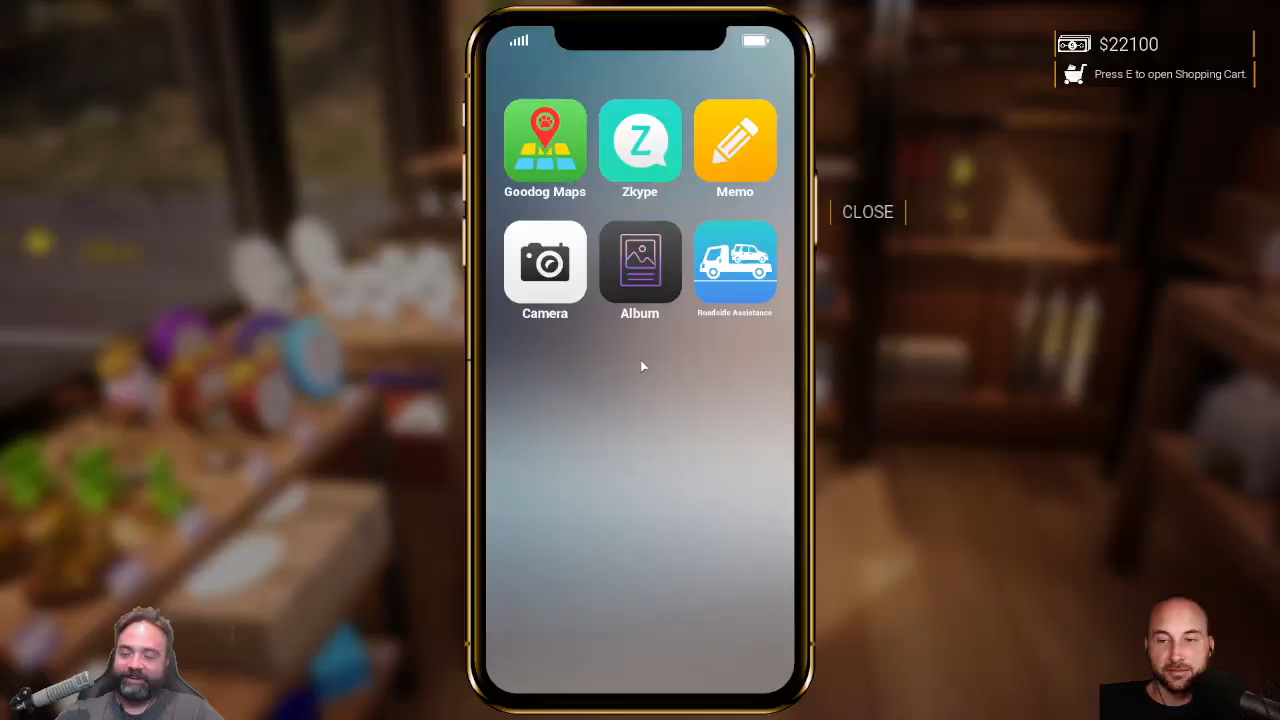 $22100
Press E to open Shopping Cart.
Goodog Maps
Z
Zkype
Memo
CLOSE
Camera
Album
Roadside Assistance